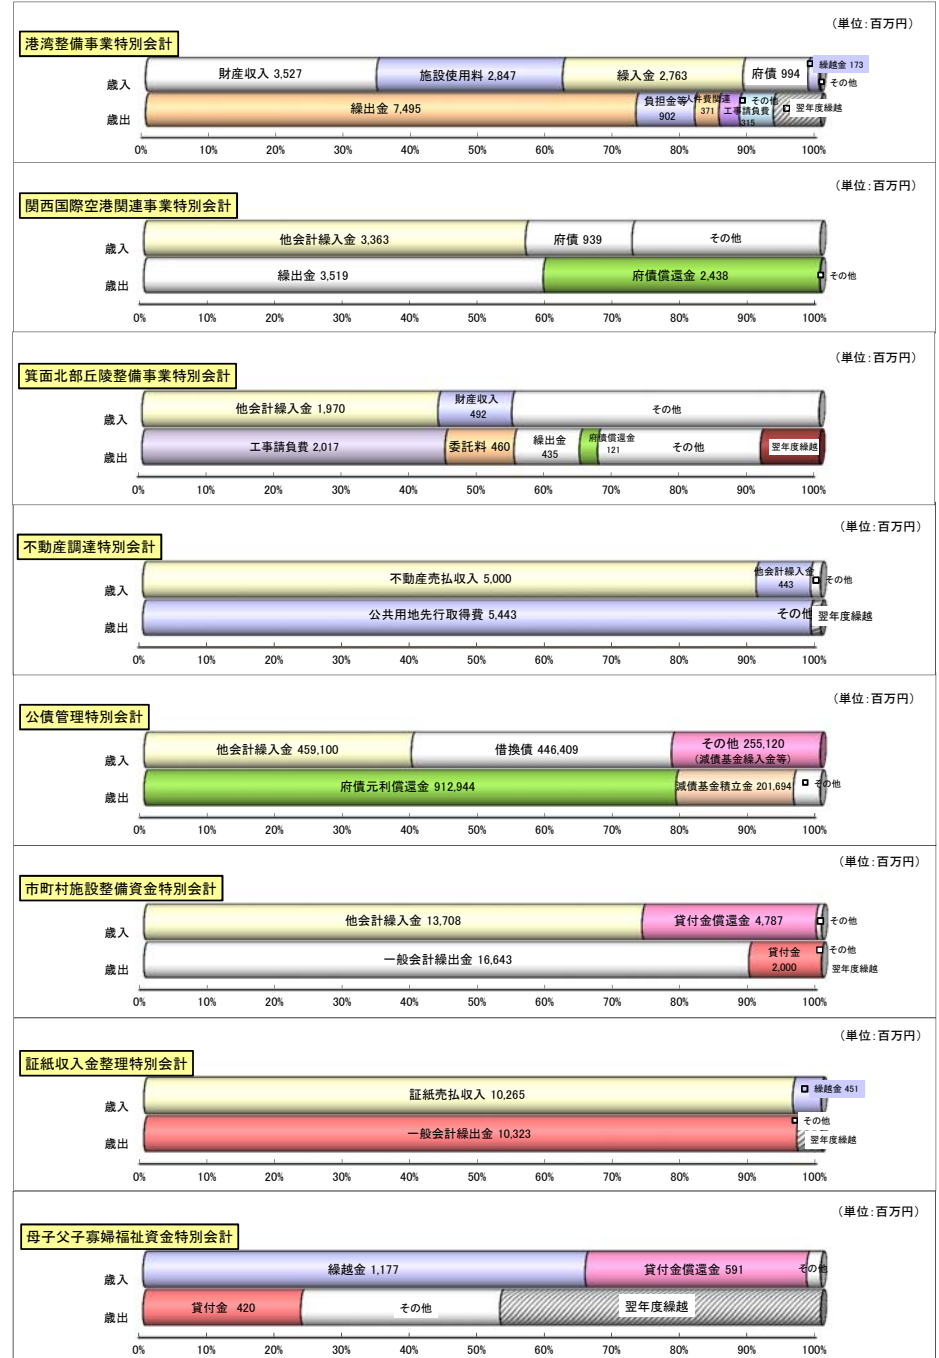 （単位：百万円）
港湾整備事業特別会計
歳入
財産収入 3,527
施設使用料 2,847
繰入金 2,763
府債 994
繰越金 173
その他
歳出
繰出金 7,495
負担金等
902
人件費関連
371
工事請負費
315
その他
翌年度繰越
0% 10% 20% 30% 40% 50% 60% 70% 80% 90% 100%
（単位：百万円）
関西国際空港関連事業特別会計
歳入
他会計繰入金 3,363
府債 939
その他
歳出
繰出金 3,519
府債償還金 2,438
その他
0% 10% 20% 30% 40% 50% 60% 70% 80% 90% 100%
（単位：百万円）
箕面北部丘陵整備事業特別会計
歳入
他会計繰入金 1,970
財産収入
492
その他
歳出
工事請負費 2,017
委託料 460
繰出金
435
府債償還金
121
その他
翌年度繰越
0% 10% 20% 30% 40% 50% 60% 70% 80% 90% 100%
（単位：百万円）
不動産調達特別会計
歳入
不動産売払収入 5,000
他会計繰入金
443
その他
歳出
公共用地先行取得費 5,443
その他
翌年度繰越
0% 10% 20% 30% 40% 50% 60% 70% 80% 90% 100%
（単位：百万円）
公債管理特別会計
歳入
他会計繰入金 459,100
借換債 446,409
その他 255,120
（減債基金繰入金等）
歳出
府債元利償還金 912,944
減債基金積立金 201,694
その他
0% 10% 20% 30% 40% 50% 60% 70% 80% 90% 100%
（単位：百万円）
市町村施設整備資金特別会計
歳入
他会計繰入金 13,708
貸付金償還金 4,787
その他
歳出
一般会計繰出金 16,643
貸付金
2,000
その他
翌年度繰越
0% 10% 20% 30% 40% 50% 60% 70% 80% 90% 100%
（単位：百万円）
証紙収入金整理特別会計
歳入
証紙売払収入 10,265
繰越金 451
歳出
一般会計繰出金 10,323
その他
翌年度繰越
0% 10% 20% 30% 40% 50% 60% 70% 80% 90% 100%
（単位：百万円）
母子父子寡婦福祉資金特別会計
歳入
繰越金 1,177
貸付金償還金 591
その他
歳出
貸付金 420
その他
翌年度繰越
0% 10% 20% 30% 40% 50% 60% 70% 80% 90% 100%